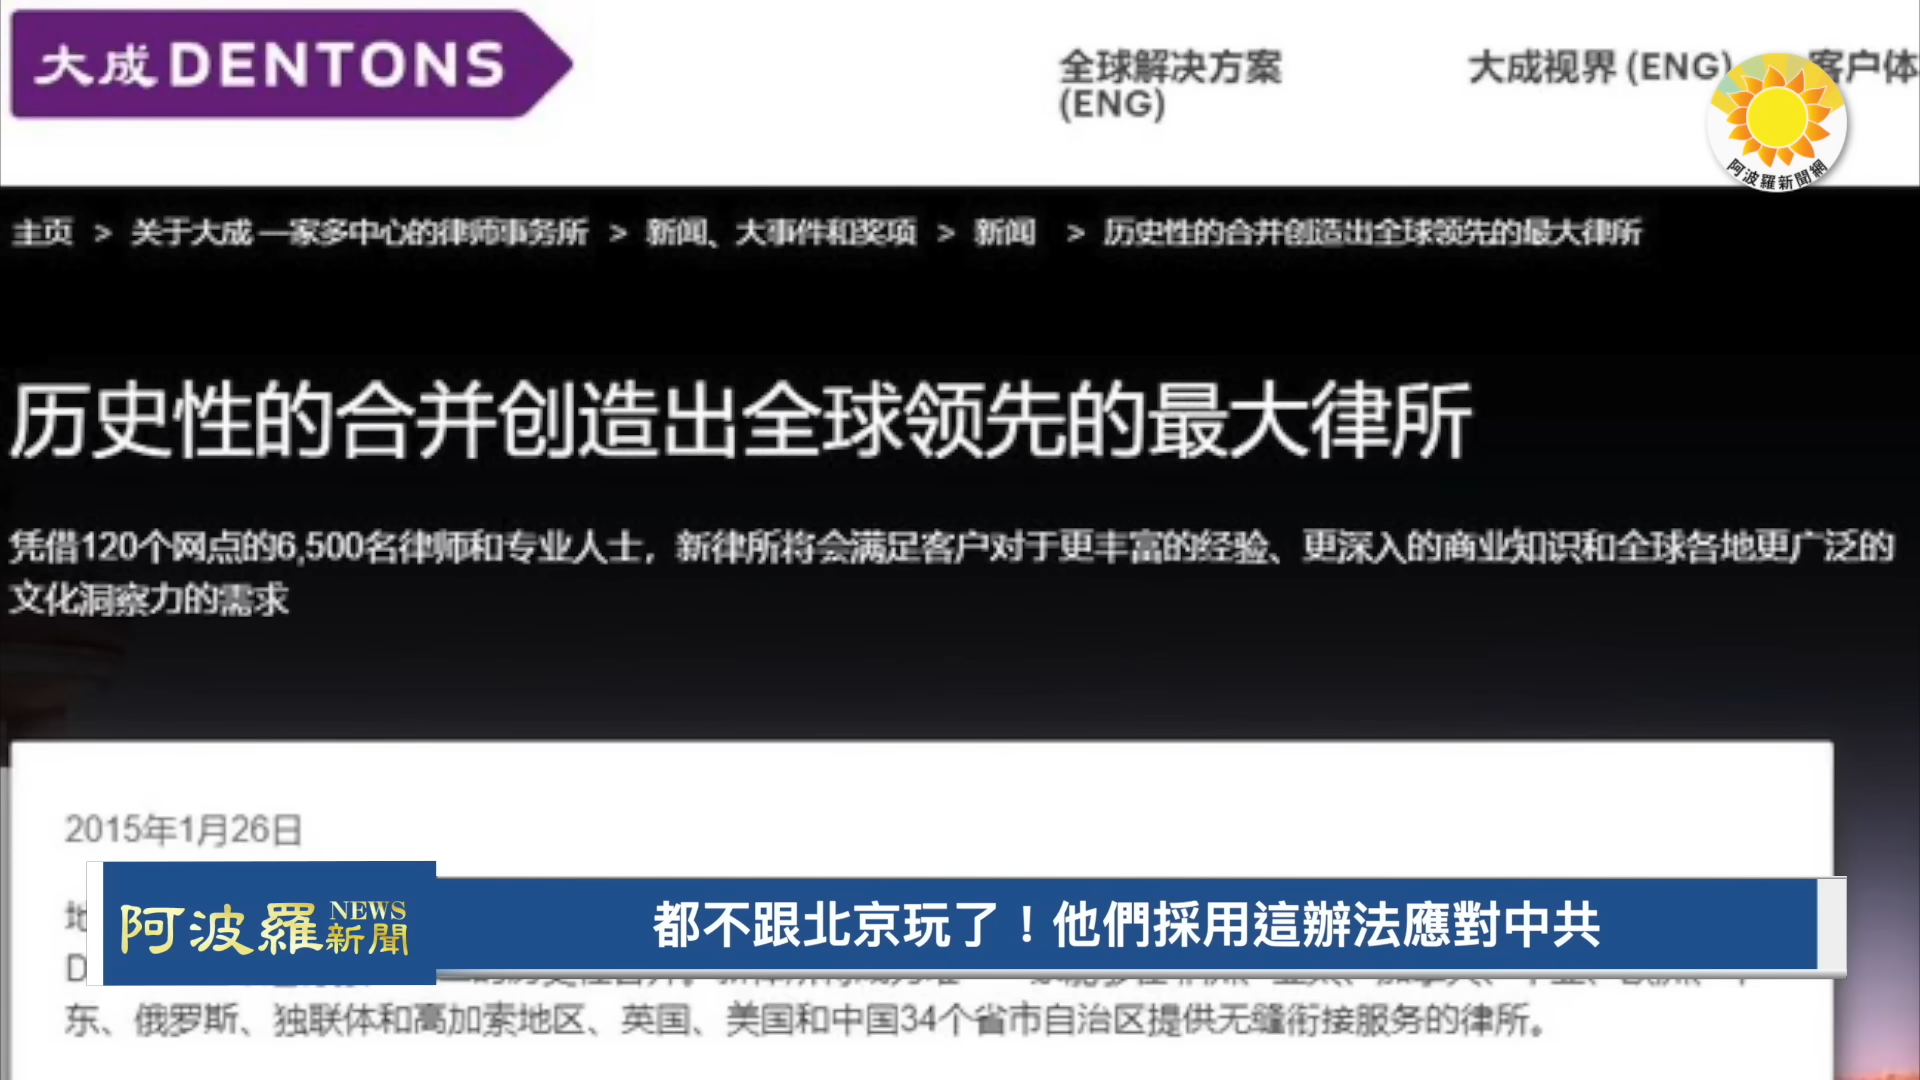 大成 DENTONS
全球解决方案
(ENG)
大成视界 (ENG)
客户体
阿波羅新聞網
主页 > 关于大成 一家多中心的律师事务所 > 新闻、大事件和奖项 > 新闻 > 历史性的合并创造出全球领先的最大律所
历史性的合并创造出全球领先的最大律所
凭借120个网点的6,500名律师和专业人士，新律所将会满足客户对于更丰富的经验、更深入的商业知识和全球各地更广泛的
文化洞察力的需求
2015年1月26日
阿波羅 NEWS 新聞
都不跟北京玩了！他們採用這辦法應對中共
东、俄罗斯、独联体和高加索地区、英国、美国和中国34个省市自治区提供无缝衔接服务的律所。